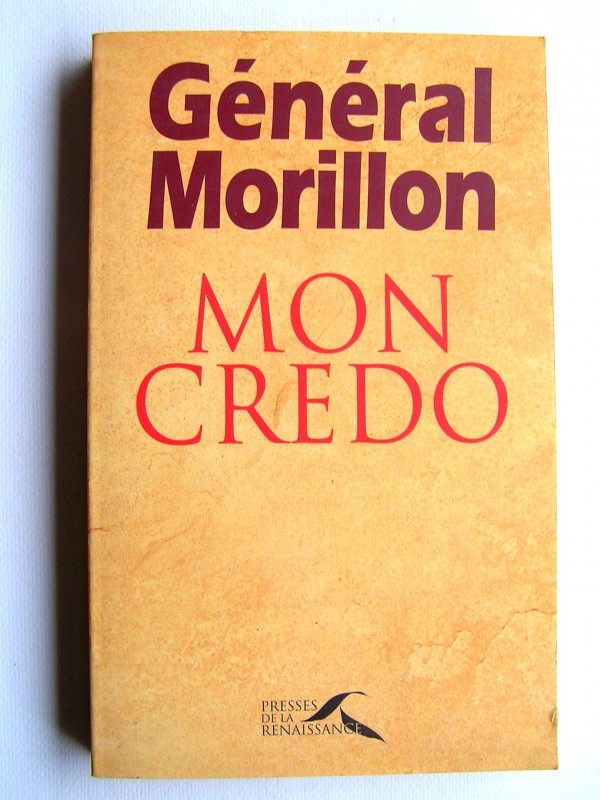 Général
Morillon
MON
CREDO
PRESSES
DE LA
RENAISSANCE